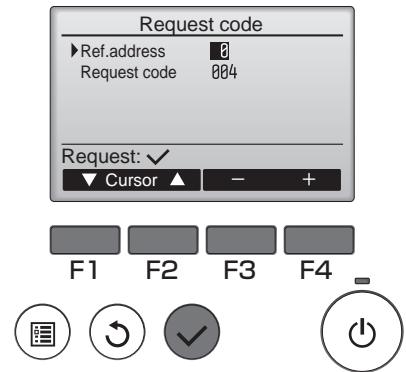 Request code
Ref.address 0
Request code 004
Request: ✓
▼ Cursor ▲ − +
F1 F2 F3 F4